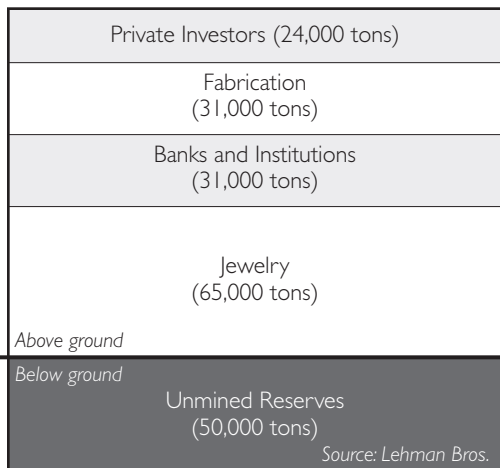 Private Investors (24,000 tons)
Fabrication
(31,000 tons)
Banks and Institutions
(31,000 tons)
Jewelry
(65,000 tons)
Above ground
Below ground
Unmined Reserves
(50,000 tons)
Source: Lehman Bros.